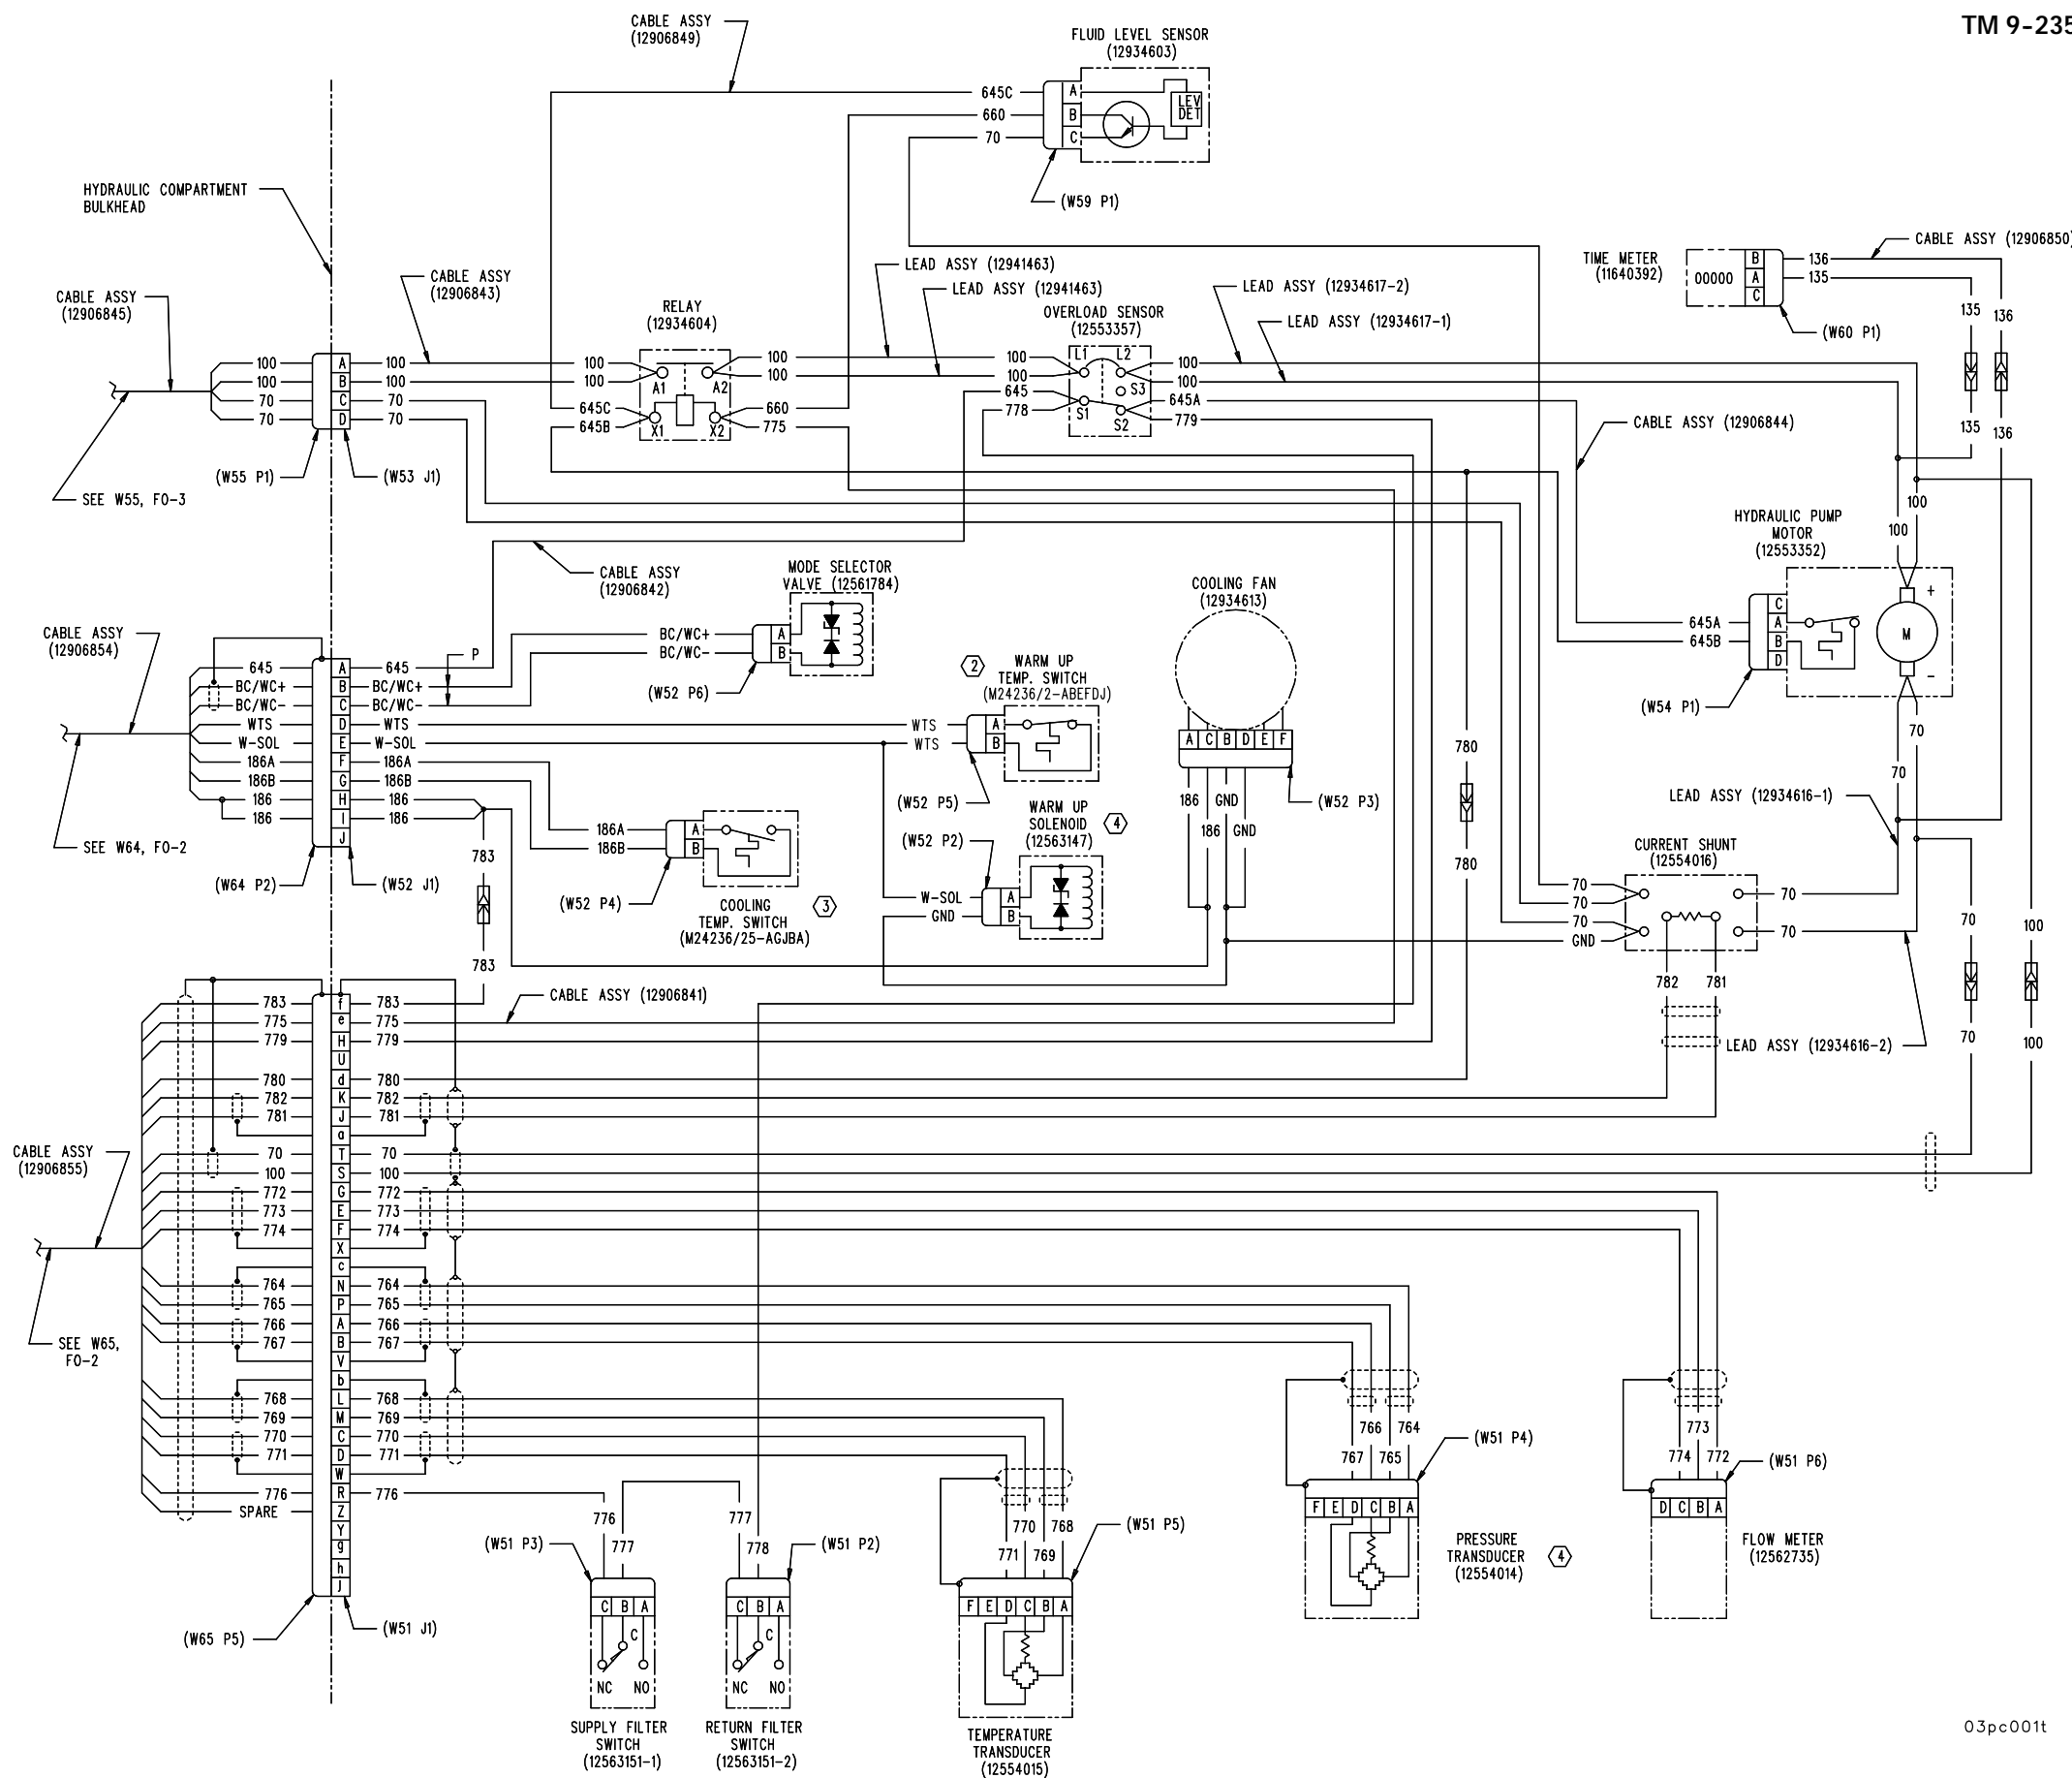 TM 9-235
CABLE ASSY
(12906849)
FLUID LEVEL SENSOR
(12934603)
645C
660
70
A
B
C
LEV
DET
(W59 P1)
HYDRAULIC COMPARTMENT
BULKHEAD
CABLE ASSY
(12906845)
CABLE ASSY
(12906843)
RELAY
(12934604)
LEAD ASSY (12941463)
LEAD ASSY (12941463)
OVERLOAD SENSOR
(12553357)
LEAD ASSY (12934617-2)
LEAD ASSY (12934617-1)
TIME METER
(11640392)
00000
B
A
C
136
135
CABLE ASSY (12906850)
(W60 P1)
135
136
135
136
100 A 100
100 B 100
70 C 70
70 D 70
100
100
A1
A2
645C
645B
X1
X2
100
100
660
775
100
100
645
778
L1
L2
S3
S1
S2
100
100
645A
779
(W55 P1)
(W53 J1)
SEE W55, FO-3
CABLE ASSY (12906844)
100
100
HYDRAULIC PUMP
MOTOR
(12553352)
645A
645B
C
A
B
D
M
+
-
(W54 P1)
70
70
CABLE ASSY
(12906842)
MODE SELECTOR
VALVE (12561784)
BC/WC+
BC/WC-
A
B
P
(W52 P6)
CABLE ASSY
(12906854)
645 A 645
BC/WC+ B BC/WC+
BC/WC- C BC/WC-
WTS D WTS
W-SOL E W-SOL
186A F 186A
186B G 186B
186 H 186
186 I 186
J
SEE W64, FO-2
(W64 P2)
(W52 J1)
2
WARM UP
TEMP. SWITCH
(M24236/2-ABEFDJ)
WTS
WTS
A
B
(W52 P5)
COOLING FAN
(12934613)
A C B D E F
186 GND
186 GND
(W52 P3)
WARM UP
SOLENOID
(12563147)
4
(W52 P2)
W-SOL
GND
A
B
186A
186B
A
B
(W52 P4)
COOLING
TEMP. SWITCH
(M24236/25-AGJBA)
3
783
783
780
780
LEAD ASSY (12934616-1)
CURRENT SHUNT
(12554016)
70
70
70
GND
70
70
782
781
LEAD ASSY (12934616-2)
70
70
100
100
CABLE ASSY (12906841)
783 f 783
775 e 775
779 H 779
U
780 d 780
782 K 782
781 J 781
a
70 T 70
100 S 100
772 G 772
773 E 773
774 F 774
X
c
764 N 764
765 P 765
766 A 766
767 B 767
V
b
768 L 768
769 M 769
770 C 770
771 D 771
W
776 R 776
SPARE Z
Y
g
h
j
CABLE ASSY
(12906855)
SEE W65,
FO-2
(W65 P5)
(W51 J1)
776
777
(W51 P3)
C B A
C
NC NO
SUPPLY FILTER
SWITCH
(12563151-1)
777
778
(W51 P2)
C B A
C
NC NO
RETURN FILTER
SWITCH
(12563151-2)
770 768
771 769
(W51 P5)
F E D C B A
TEMPERATURE
TRANSDUCER
(12554015)
766 764
767 765
(W51 P4)
F E D C B A
PRESSURE
TRANSDUCER
(12554014)
4
773
774 772
(W51 P6)
D C B A
FLOW METER
(12562735)
03pc001t